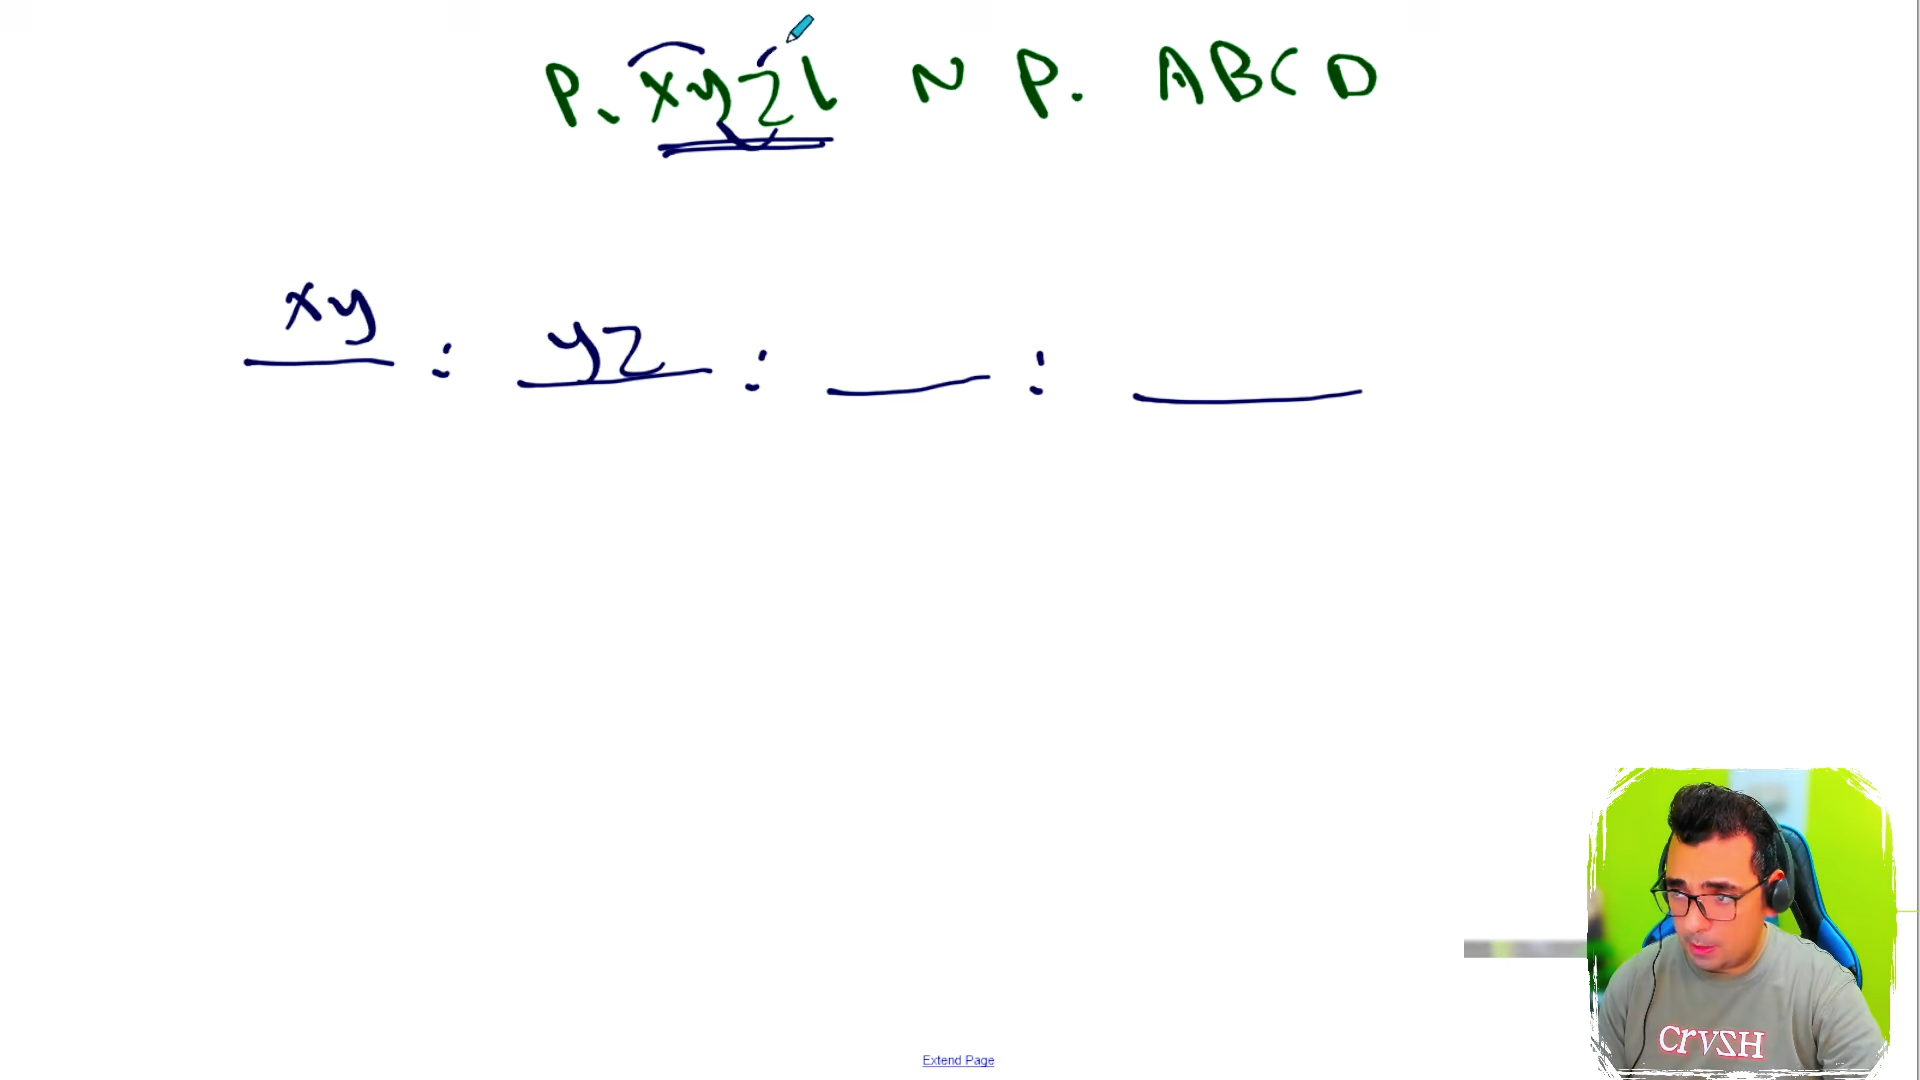 P. xyzl ~ P. ABCD
xy : yz : ___ : ___
Extend Page
CrVSH